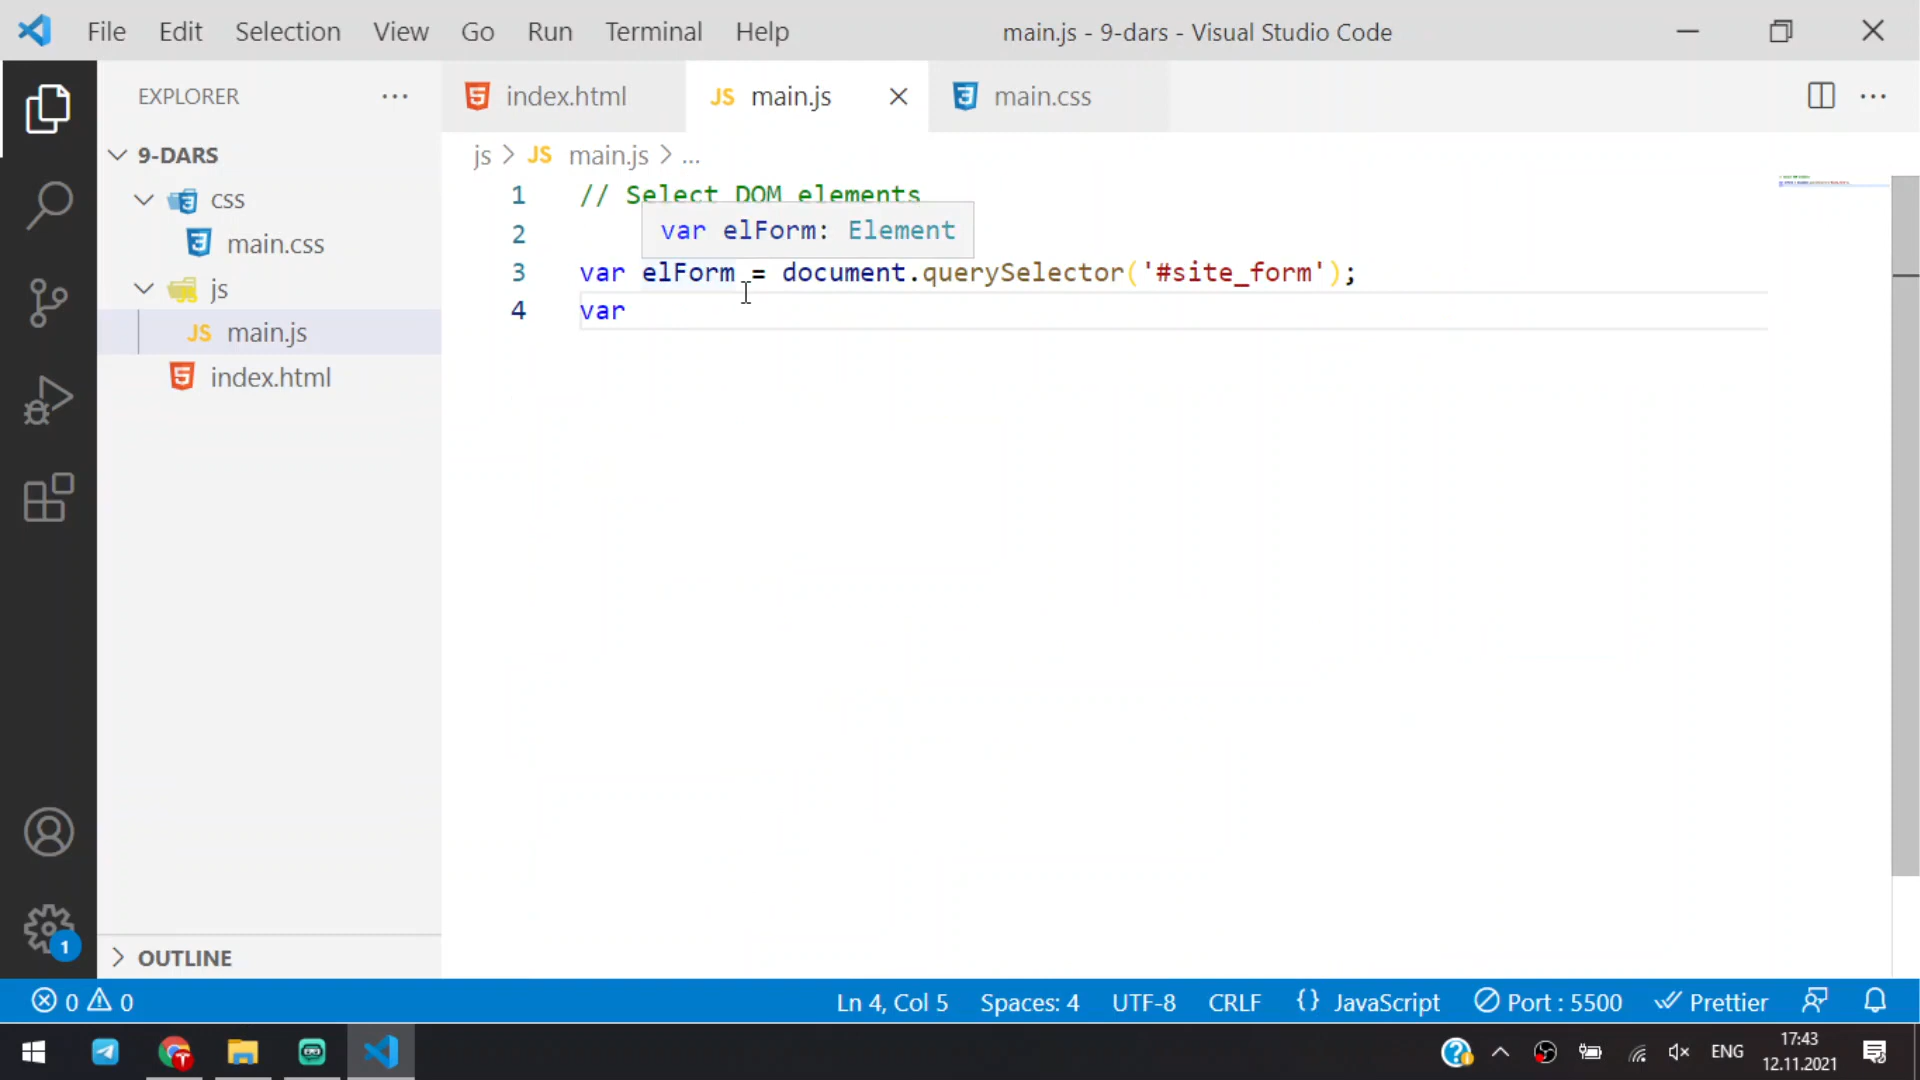 File Edit Selection View Go Run Terminal Help main.js - 9-dars - Visual Studio Code
EXPLORER
9-DARS
css
main.css
js
JS main.js
index.html
OUTLINE
index.html
JS main.js
main.css
js JS main.js ...
1 // Select DOM elements
var elForm: Element
2
3 var elForm = document.querySelector('#site_form');
4 var
1
0 0 Ln 4, Col 5 Spaces: 4 UTF-8 CRLF {} JavaScript Port : 5500 Prettier
ENG
17:43
12.11.2021